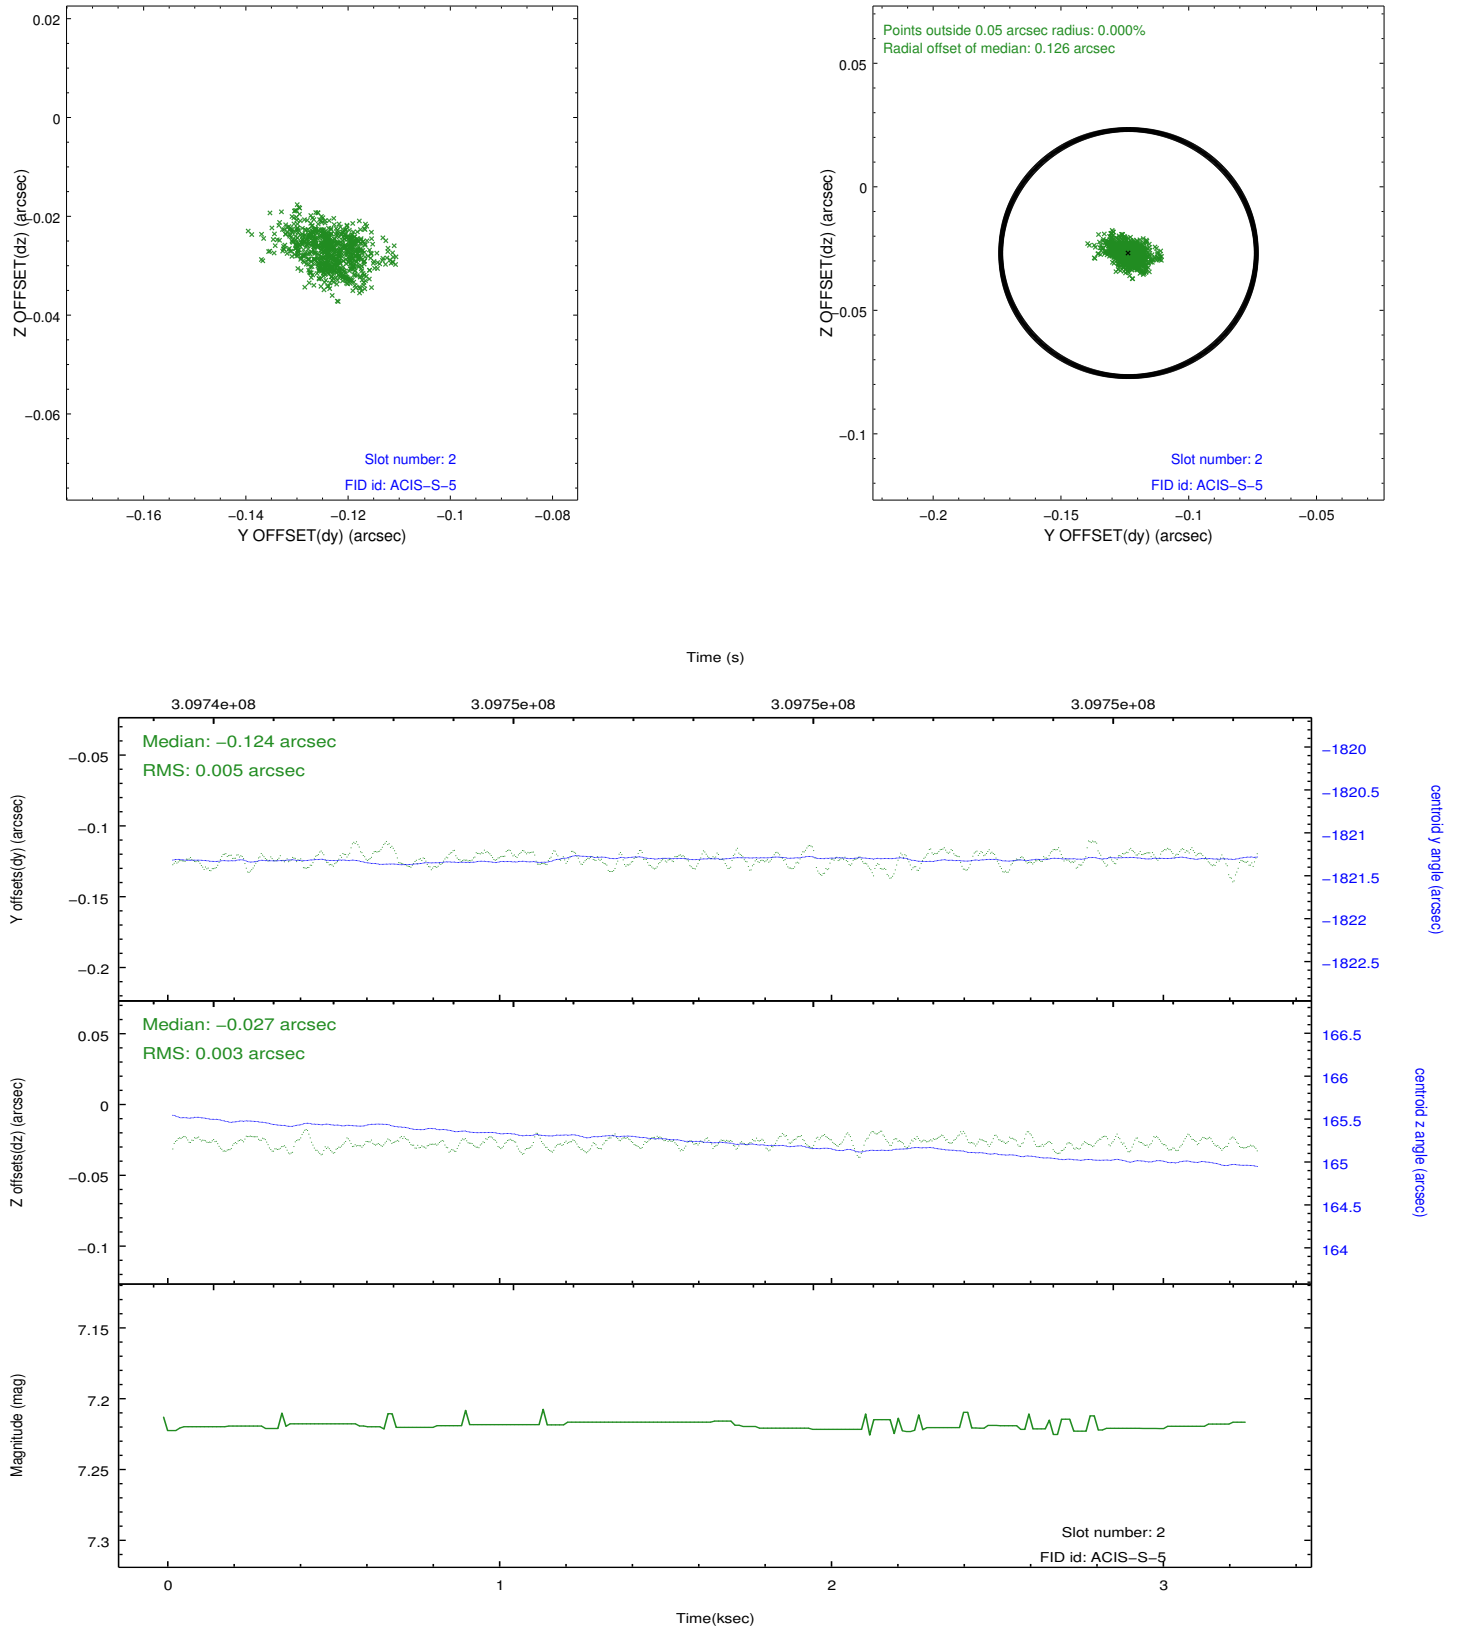 0.02
0
−0.02
−0.04
−0.06
Z OFFSET(dz) (arcsec)
Slot number: 2
FID id: ACIS−S−5
−0.16 −0.14 −0.12 −0.1 −0.08
Y OFFSET(dy) (arcsec)
Points outside 0.05 arcsec radius: 0.000%
Radial offset of median: 0.126 arcsec
0.05
0
−0.05
−0.1
Z OFFSET(dz) (arcsec)
Slot number: 2
FID id: ACIS−S−5
−0.2 −0.15 −0.1 −0.05
Y OFFSET(dy) (arcsec)
Time (s)
3.0974e+08 3.0975e+08 3.0975e+08 3.0975e+08
Median: −0.124 arcsec
RMS: 0.005 arcsec
−0.05
−0.1
−0.15
−0.2
Y offsets(dy) (arcsec)
−1820
−1820.5
−1821
−1821.5
−1822
−1822.5
centroid y angle (arcsec)
Median: −0.027 arcsec
RMS: 0.003 arcsec
0.05
0
−0.05
−0.1
Z offsets(dz) (arcsec)
166.5
166
165.5
165
164.5
164
centroid z angle (arcsec)
7.15
7.2
7.25
7.3
Magnitude (mag)
Slot number: 2
FID id: ACIS−S−5
0 1 2 3
Time(ksec)